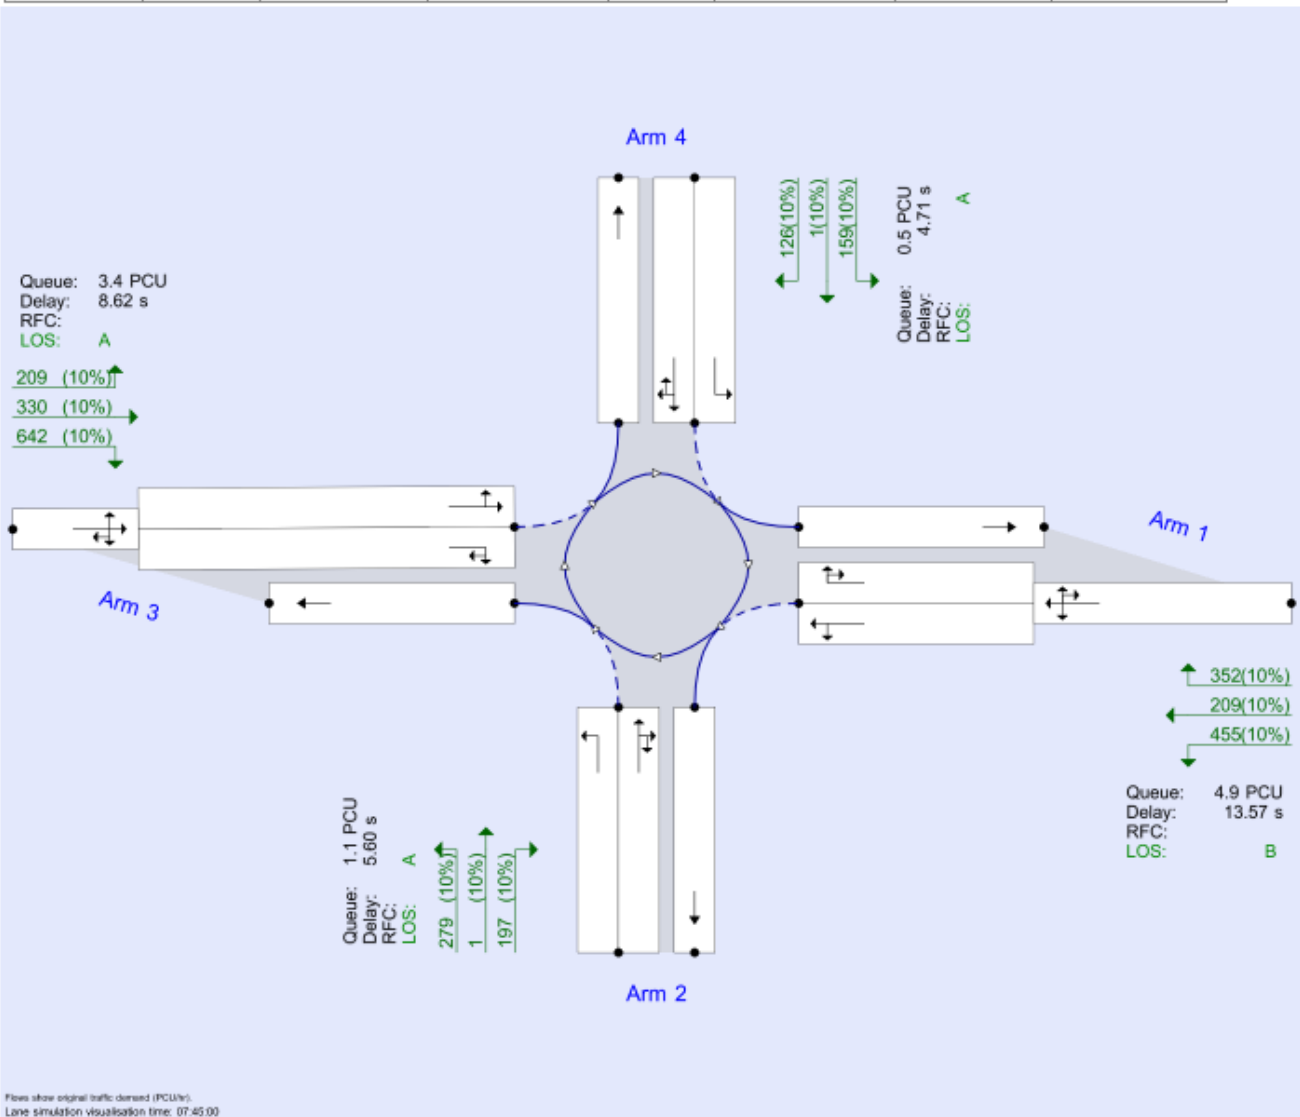 Arm 4
126(10%)
1(10%)
159(10%)
Queue: 0.5 PCU
Delay: 4.71 s
RFC:
LOS: A
Queue: 3.4 PCU
Delay: 8.62 s
RFC:
LOS: A
209 (10%)
330 (10%)
642 (10%)
Arm 1
Arm 3
352(10%)
209(10%)
455(10%)
Queue: 4.9 PCU
Delay: 13.57 s
RFC:
LOS: B
Queue: 1.1 PCU
Delay: 5.60 s
RFC:
LOS: A
279 (10%)
1 (10%)
197 (10%)
Arm 2
Flows show original traffic demand (PCU/hr).
Lane simulation visualisation time: 07:45:00